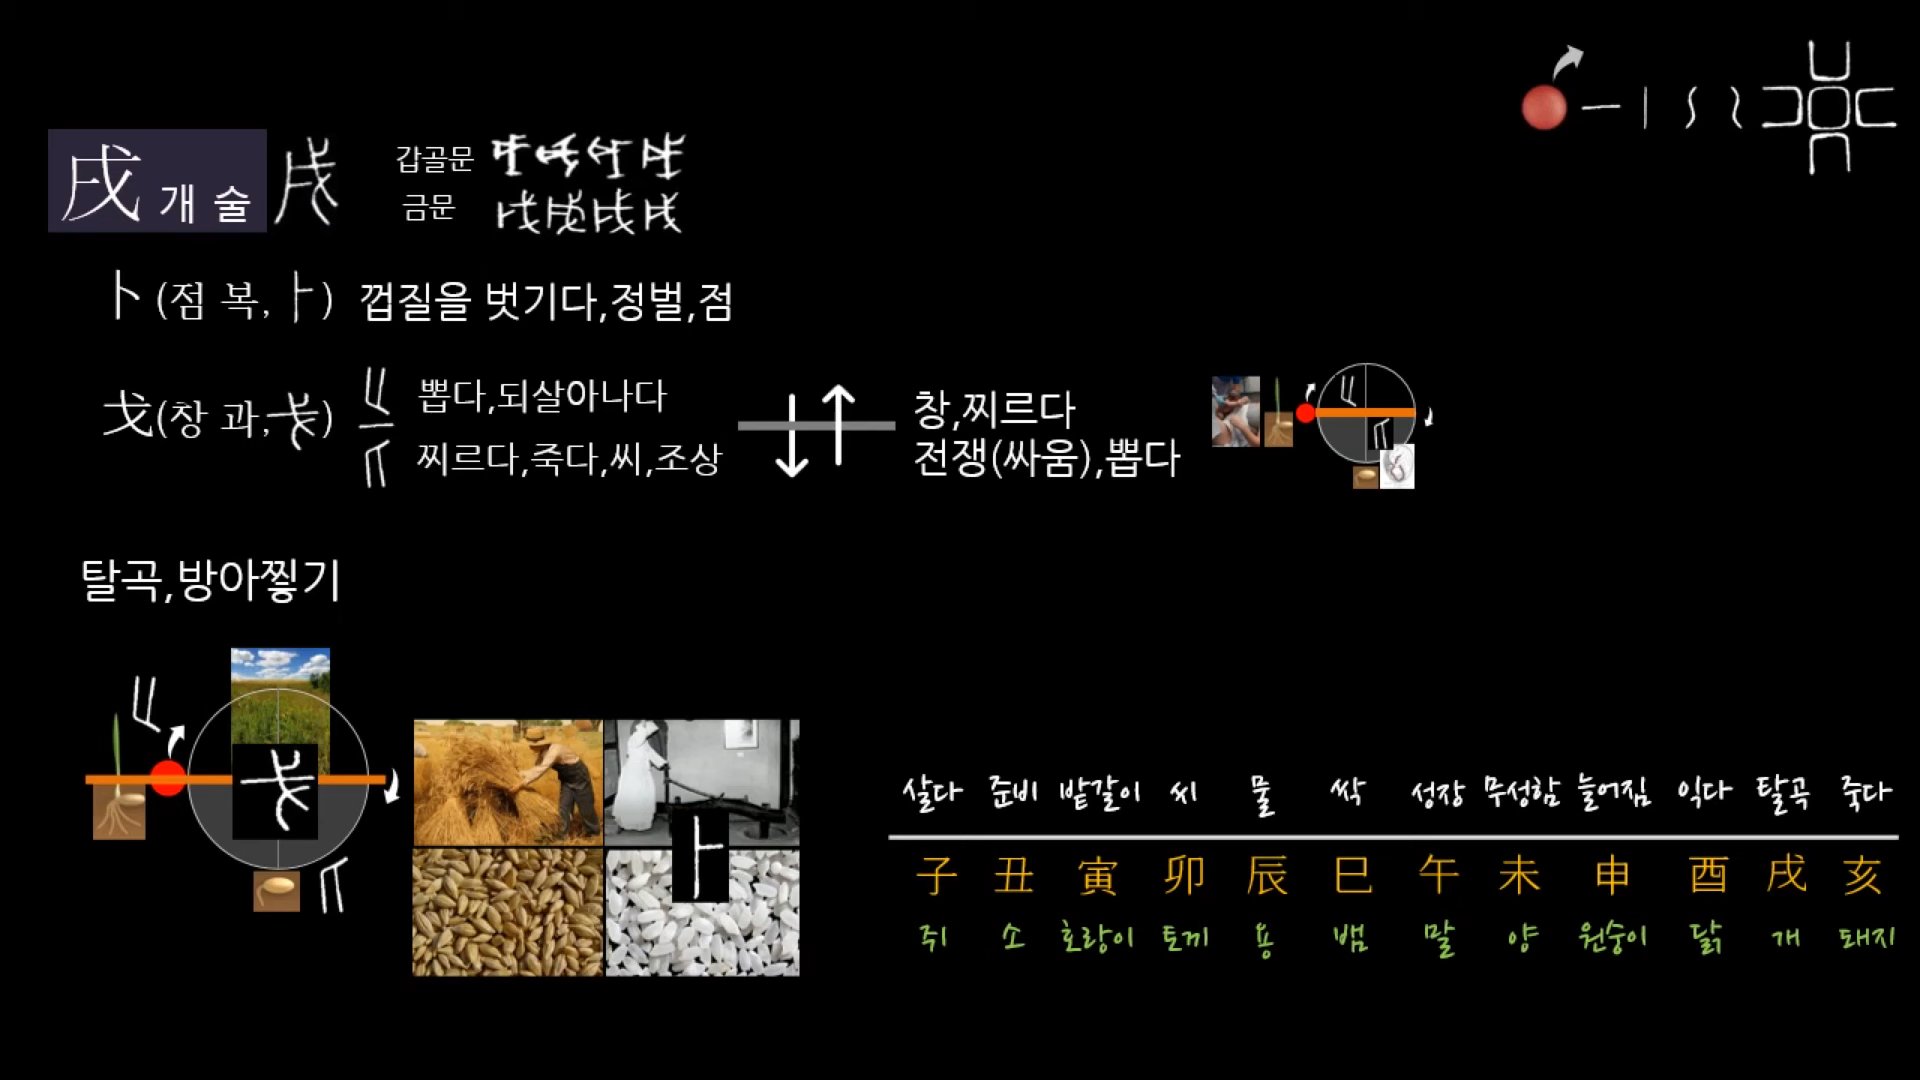 戌 개 술
갑골문
금문
卜(점 복, ) 껍질을 벗기다,정벌,점
戈(창 과, )
뽑다,되살아나다
찌르다,죽다,씨,조상
창,찌르다
전쟁(싸움),뽑다
탈곡,방아찧기
살다 준비 밭갈이 씨 물 싹 성장 무성함 늘어짐 익다 탈곡 죽다
子 丑 寅 卯 辰 巳 午 未 申 酉 戌 亥
쥐 소 호랑이 토끼 용 뱀 말 양 원숭이 닭 개 돼지